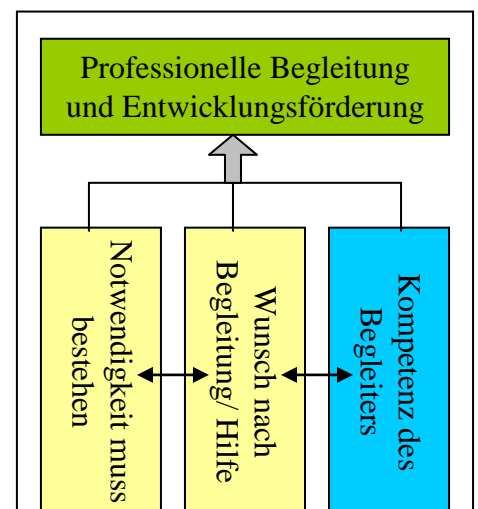 Professionelle Begleitung
und Entwicklungsförderung
Notwendigkeit muss
bestehen
Wunsch nach
Begleitung/ Hilfe
Kompetenz des
Begleiters